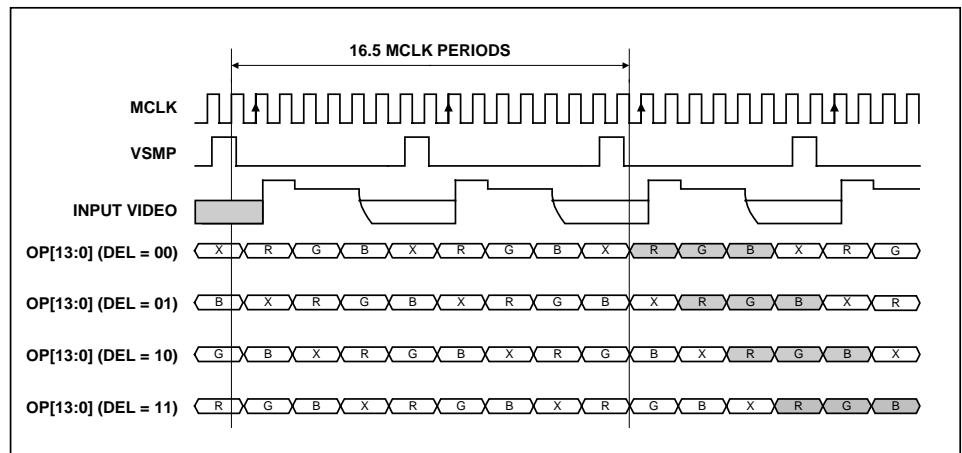 16.5 MCLK PERIODS
MCLK
VSMP
INPUT VIDEO
OP[13:0] (DEL = 00) X R G B X R G B X R G B X R G
OP[13:0] (DEL = 01) B X R G B X R G B X R G B X R
OP[13:0] (DEL = 10) G B X R G B X R G B X R G B X
OP[13:0] (DEL = 11) R G B X R G B X R G B X R G B